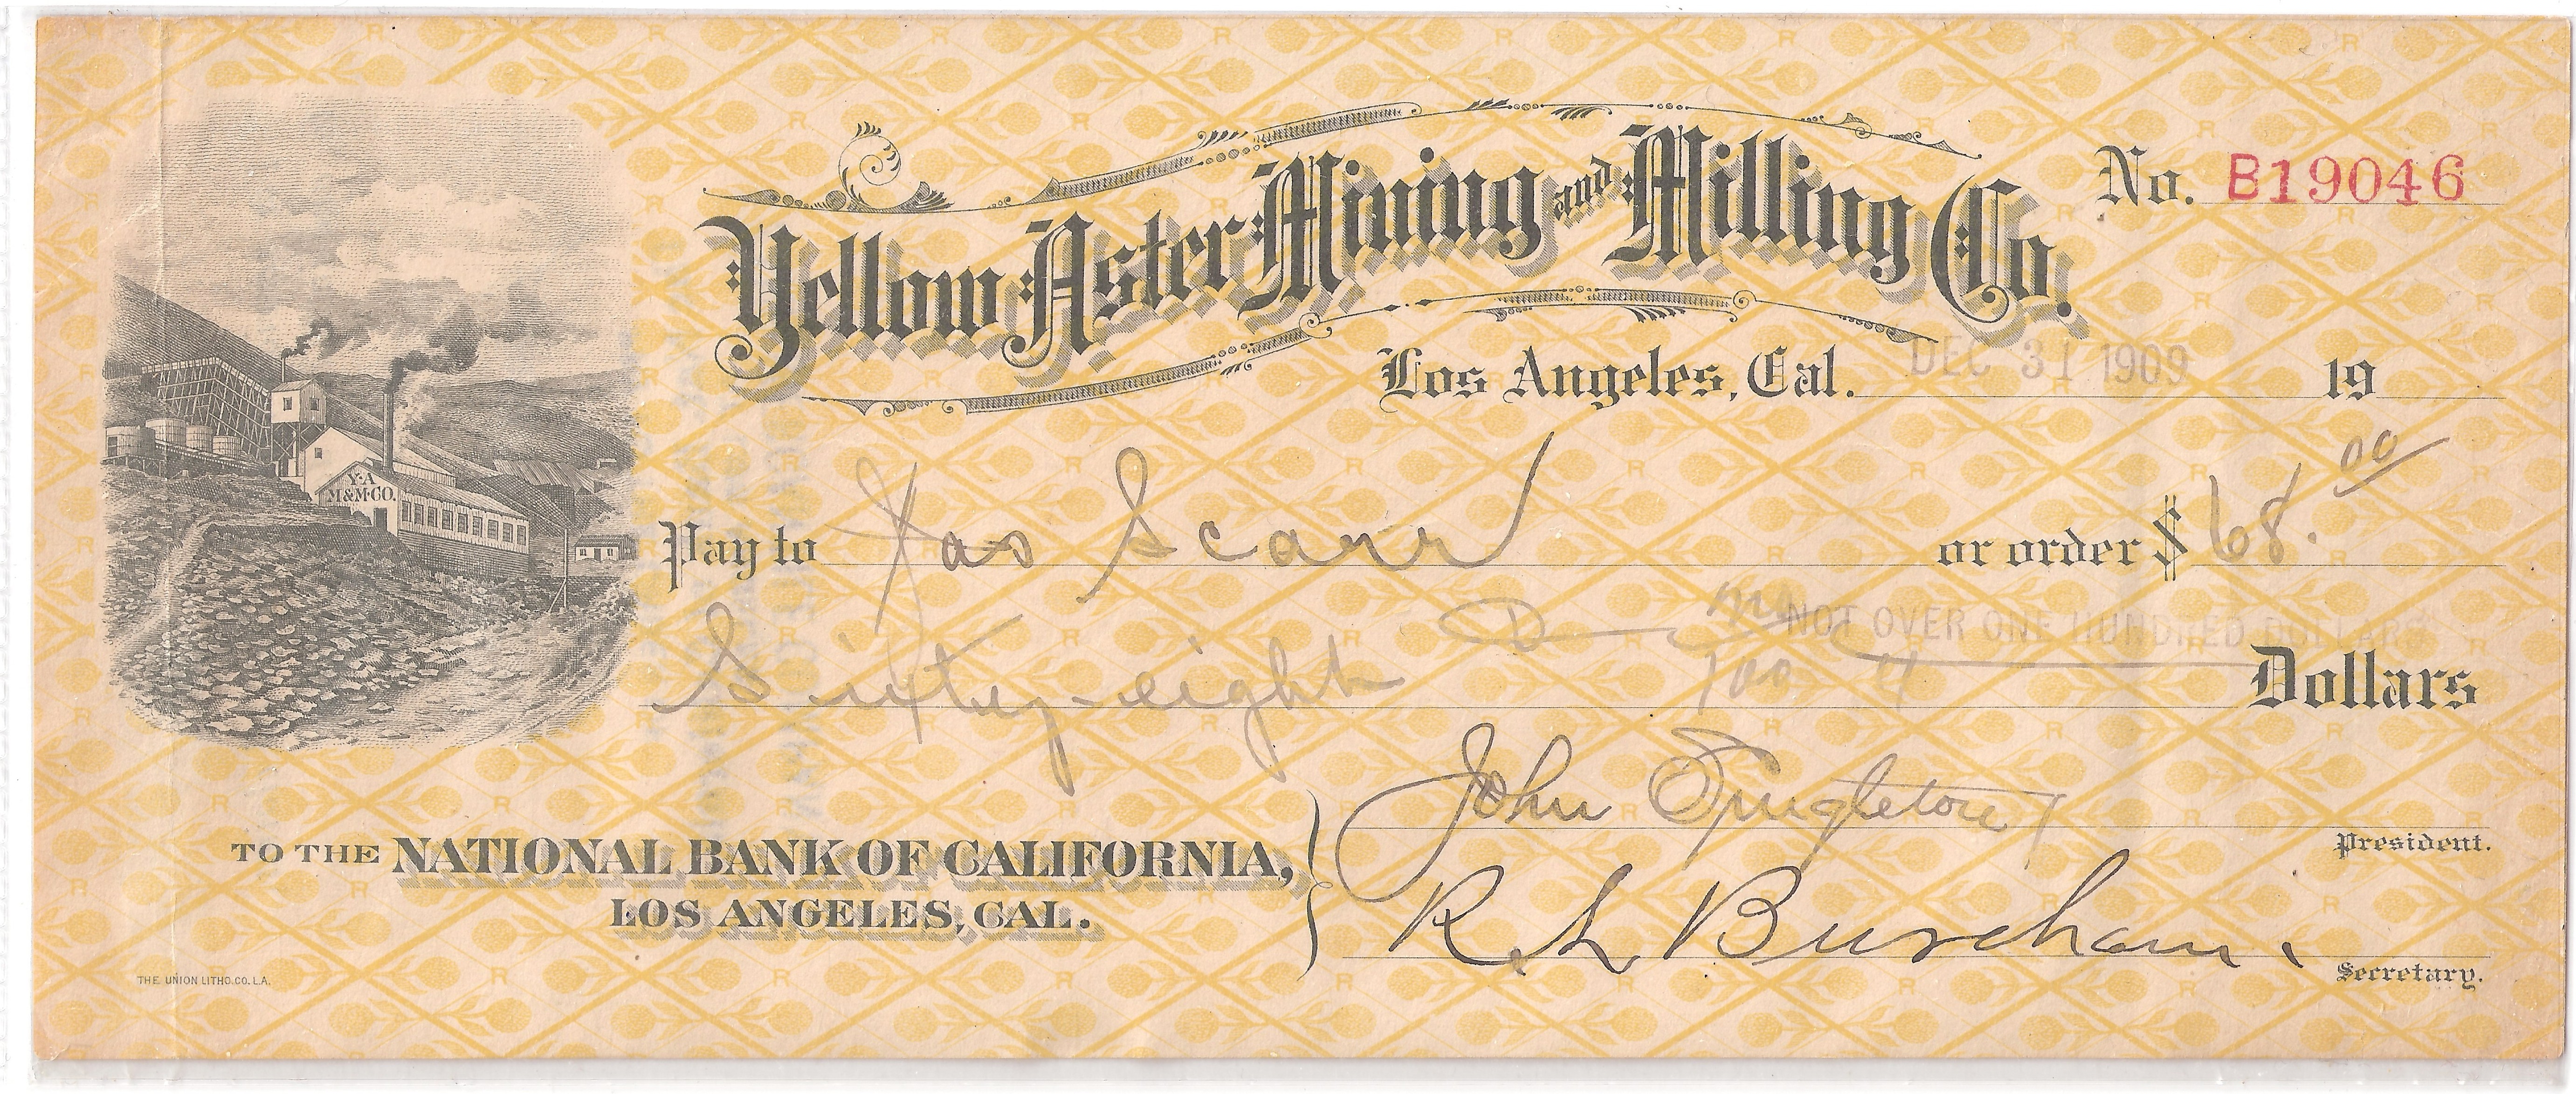 Yellow Aster Mining and Milling Co.
No. B19046
Los Angeles, Cal. DEC 31 1909 19
Y-A
M&M-CO.
Pay to Jas Scarr or order $ 68.00
NOT OVER ONE HUNDRED DOLLARS
Sixty-eight no/100 Dollars
John Singleton
President.
TO THE NATIONAL BANK OF CALIFORNIA,
LOS ANGELES, CAL.
R L Burcham.
Secretary.
THE UNION LITHO. CO. L.A.